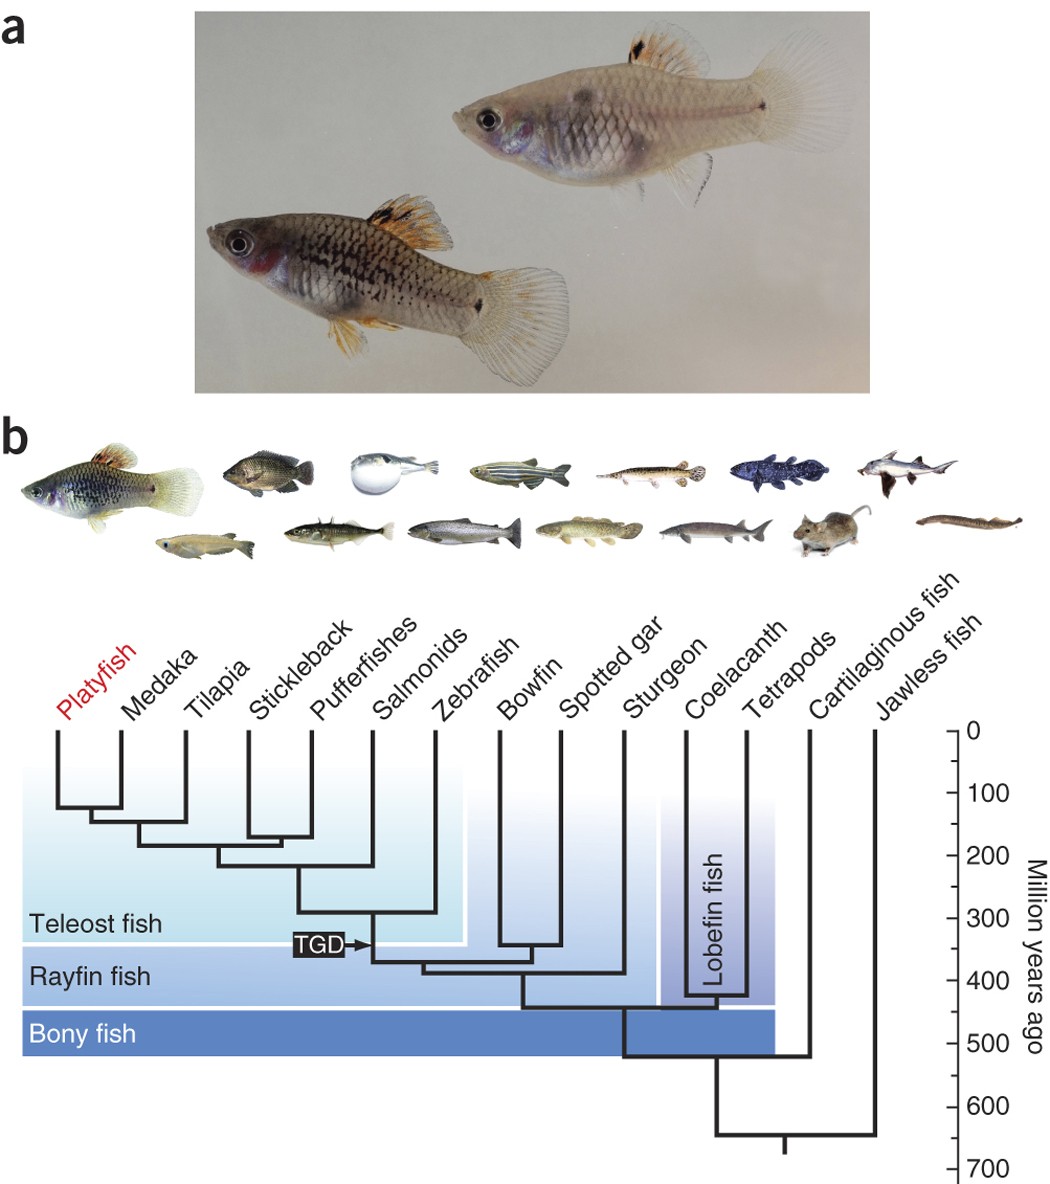 a
b
Platyfish
Medaka
Tilapia
Stickleback
Pufferfishes
Salmonids
Zebrafish
Bowfin
Spotted gar
Sturgeon
Coelacanth
Tetrapods
Cartilaginous fish
Jawless fish
0
100
200
300
400
500
600
700
Million years ago
Lobefin fish
Teleost fish
TGD
Rayfin fish
Bony fish